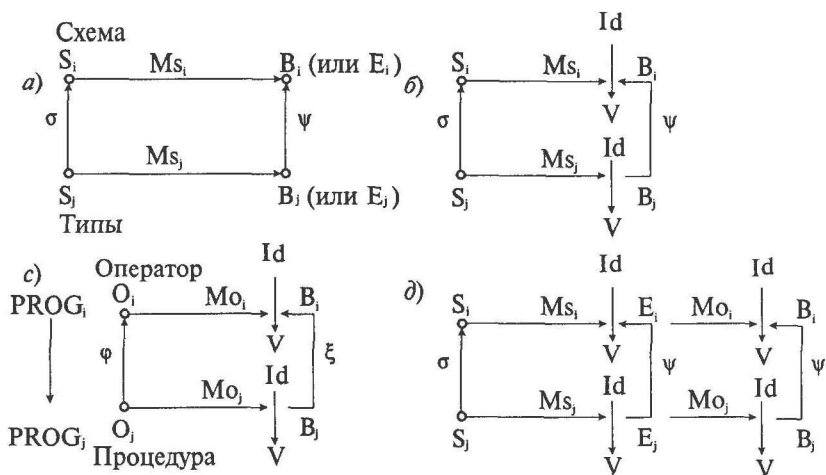 Схема
S_i Ms_i B_i (или E_i)
а)
σ ψ
Ms_j
S_j B_j (или E_j)
Типы
Id
б) S_i Ms_i B_i
V
σ Id ψ
Ms_j
S_j B_j
V
с) Оператор Id
PROG_i O_i Mo_i B_i
V
φ Id ξ
Mo_j
PROG_j O_j B_j
Процедура V
Id Id
д) S_i Ms_i E_i Mo_i B_i
V V
σ Id ψ Id ψ
Ms_j Mo_j
S_j E_j B_j
V V